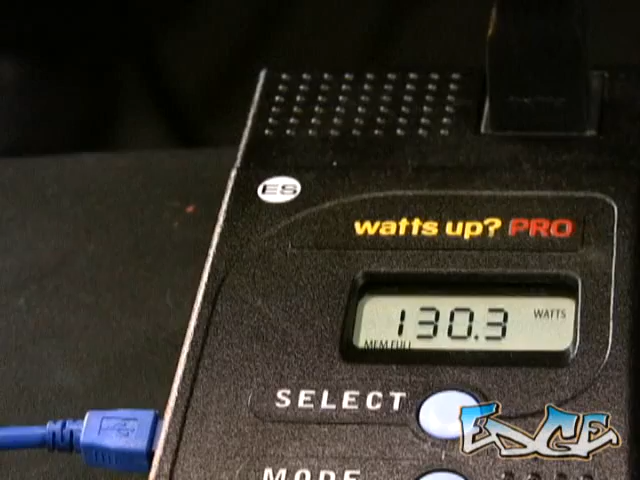 ES
watts up? PRO
130.3 WATTS
MEM FULL
SELECT
EDGE
MODE